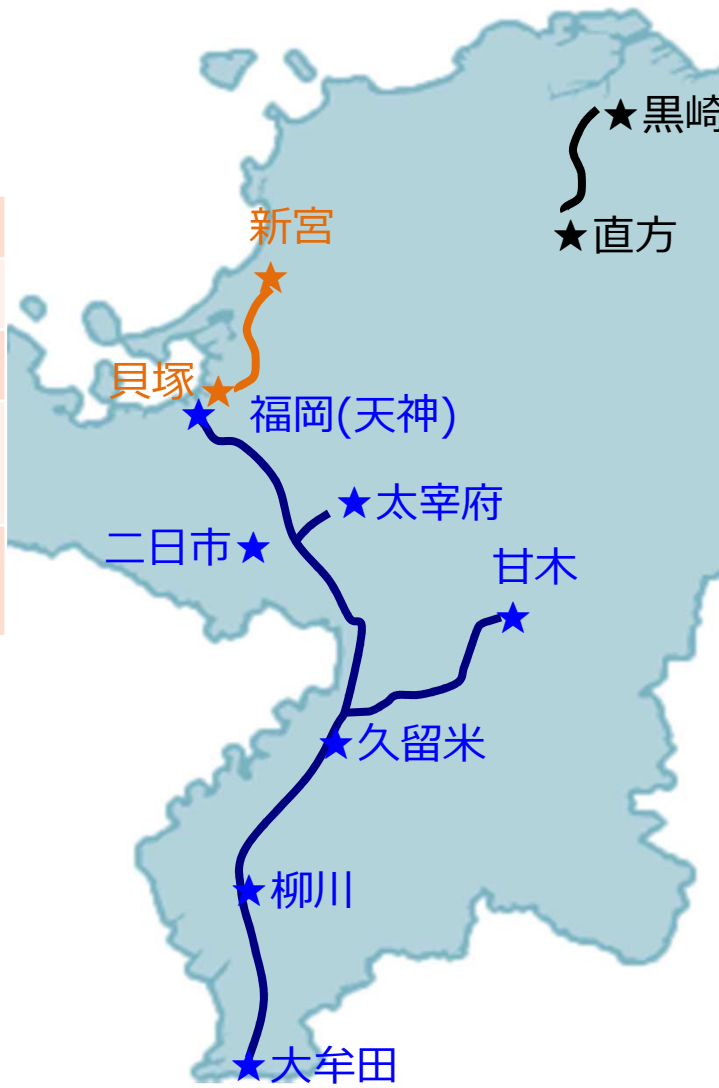 黒崎
新宮
直方
貝塚
福岡(天神)
太宰府
二日市
甘木
久留米
柳川
大牟田